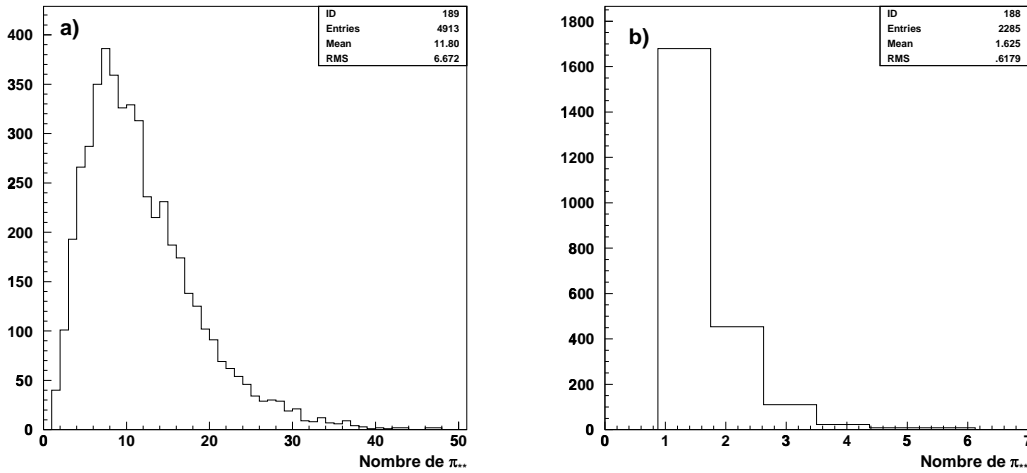 a)
ID 189
Entries 4913
Mean 11.80
RMS 6.672
400
350
300
250
200
150
100
50
0
0 10 20 30 40 50
Nombre de π**
b)
ID 188
Entries 2285
Mean 1.625
RMS .6179
1800
1600
1400
1200
1000
800
600
400
200
0
0 1 2 3 4 5 6 7
Nombre de π**